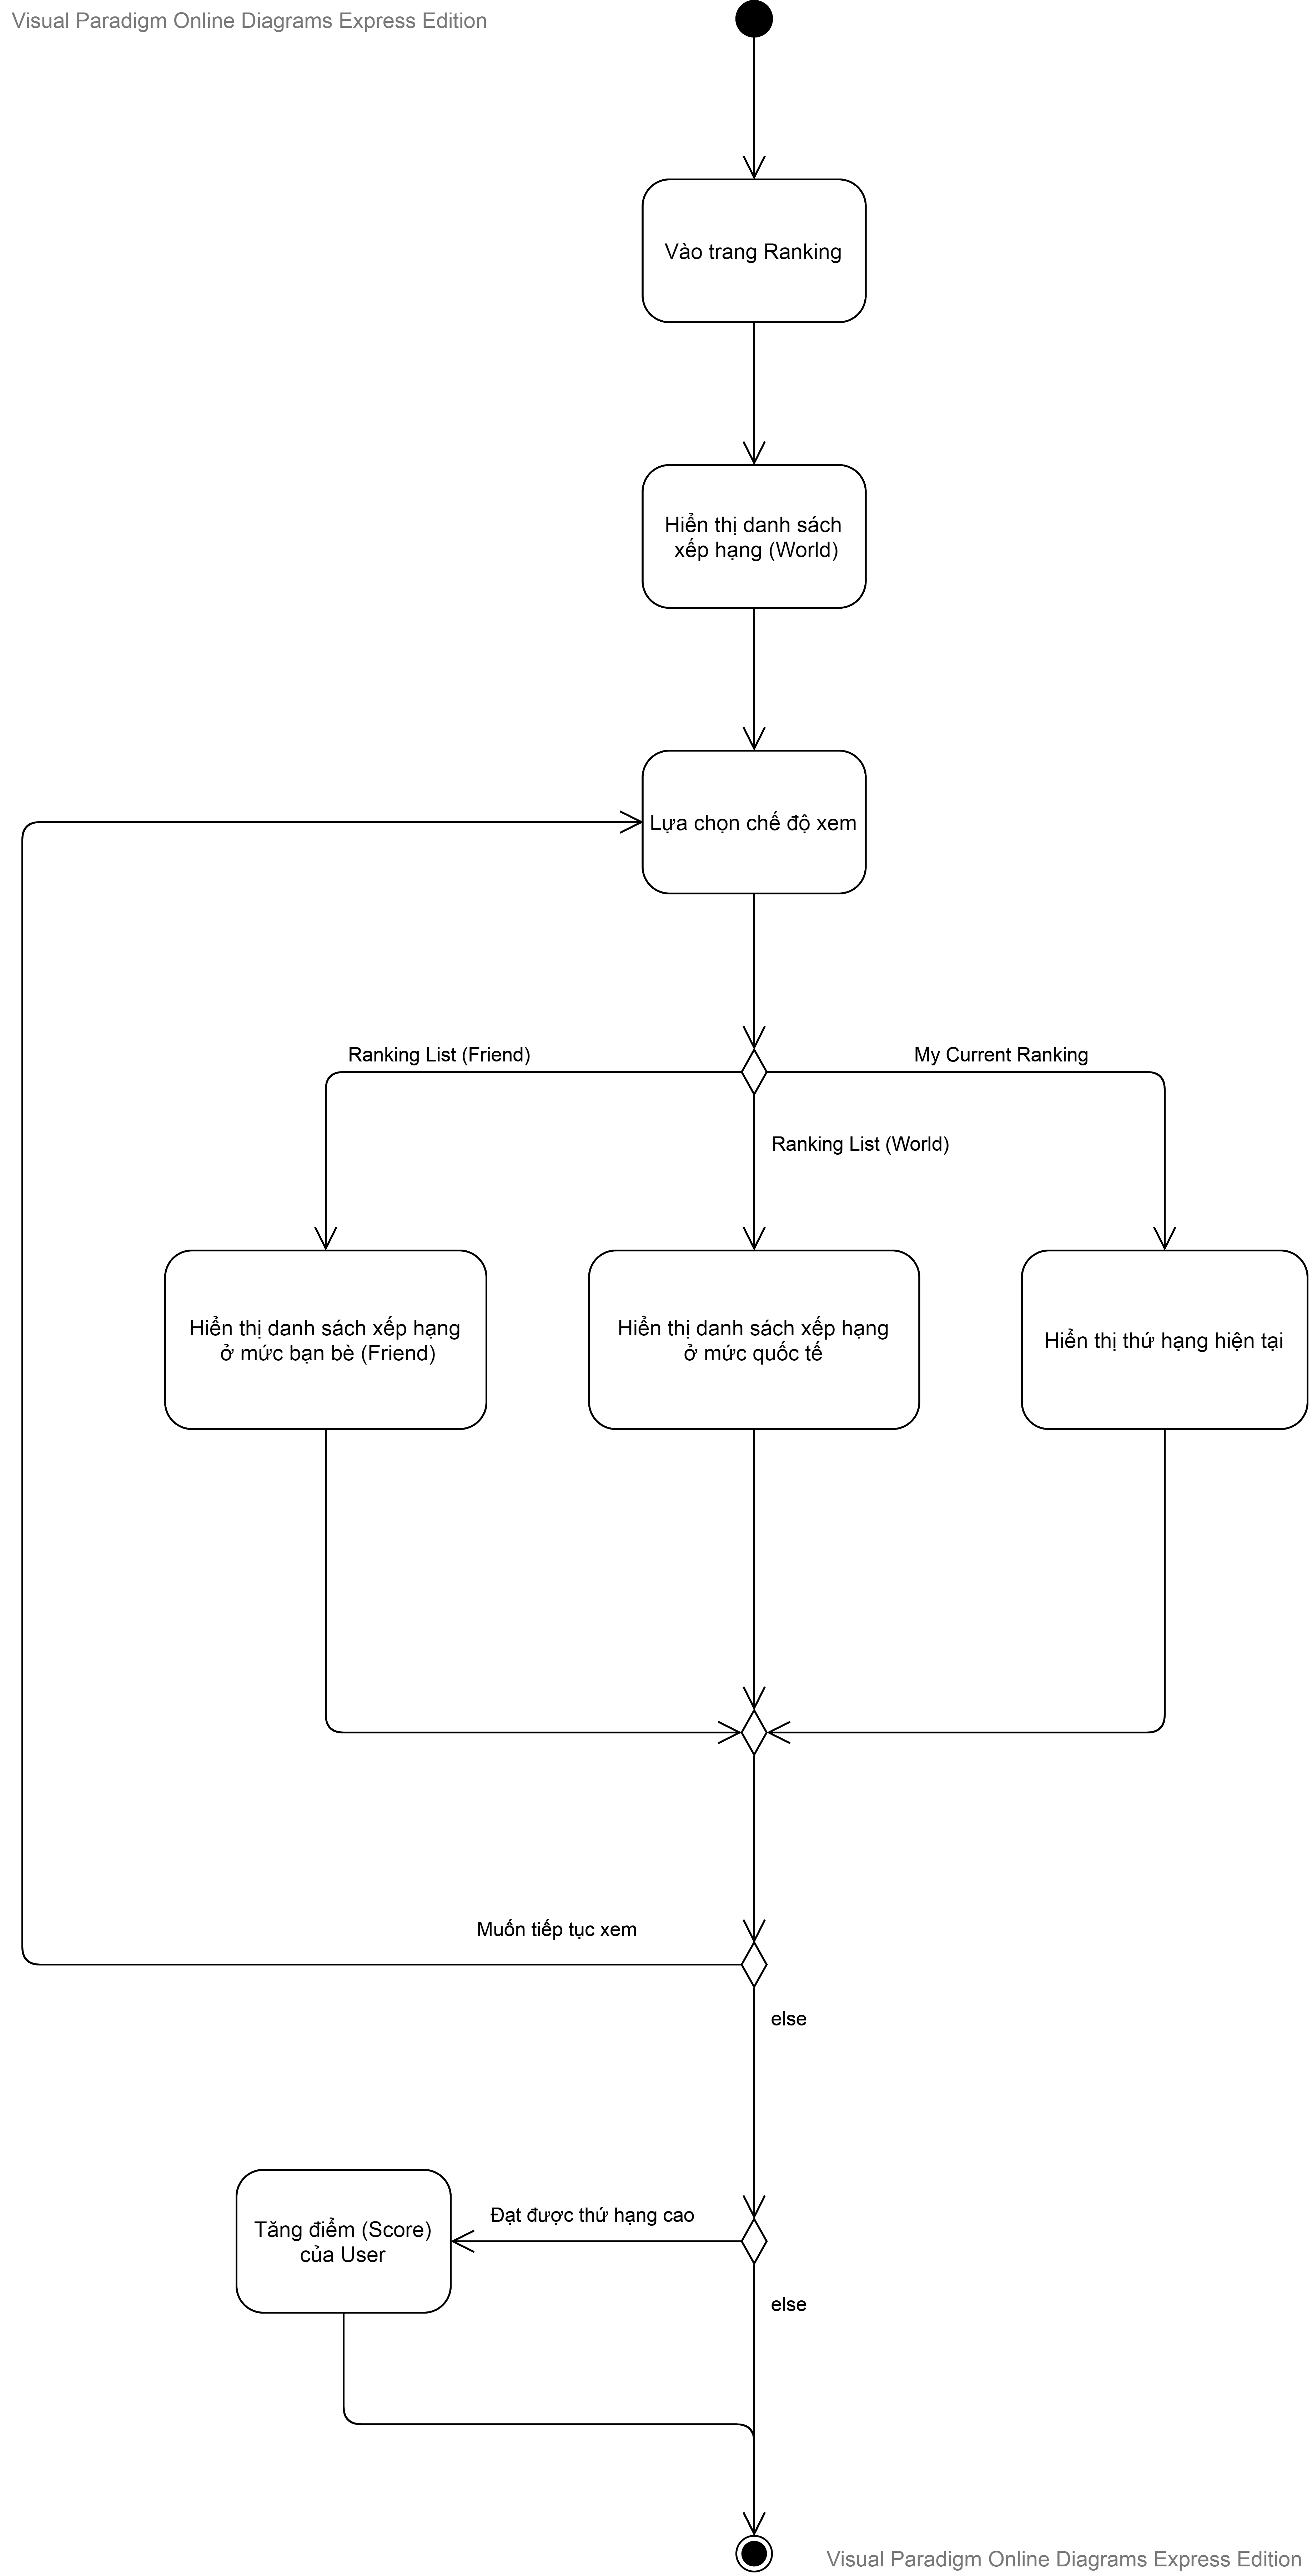 Visual Paradigm Online Diagrams Express Edition
Vào trang Ranking
Hiển thị danh sách
xếp hạng (World)
Lựa chọn chế độ xem
Ranking List (Friend)
My Current Ranking
Ranking List (World)
Hiển thị danh sách xếp hạng
ở mức bạn bè (Friend)
Hiển thị danh sách xếp hạng
ở mức quốc tế
Hiển thị thứ hạng hiện tại
Muốn tiếp tục xem
else
Đạt được thứ hạng cao
Tăng điểm (Score)
của User
else
Visual Paradigm Online Diagrams Express Edition